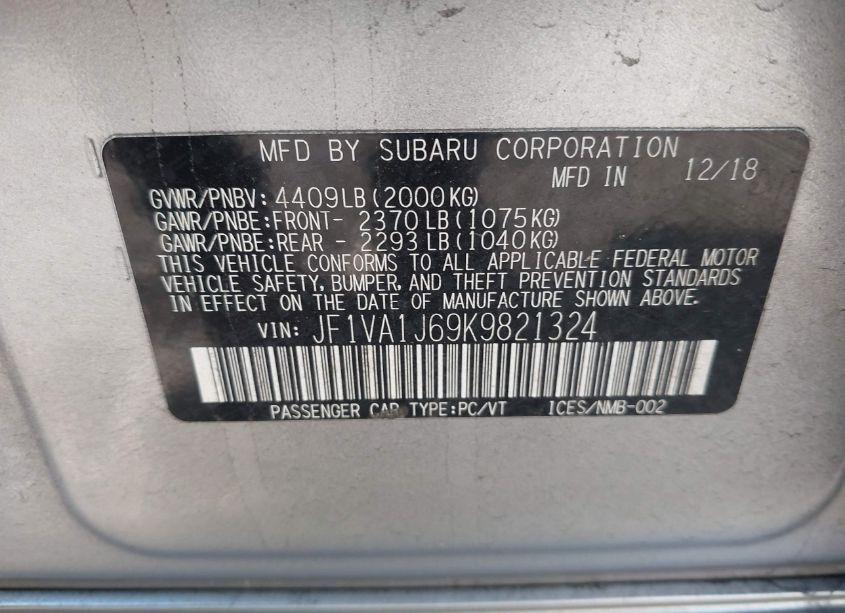 MFD BY SUBARU CORPORATION
MFD IN 12/18
GVWR/PNBV: 4409LB(2000KG)
GAWR/PNBE:FRONT- 2370LB(1075KG)
GAWR/PNBE:REAR - 2293LB(1040KG)
THIS VEHICLE CONFORMS TO ALL APPLICABLE FEDERAL MOTOR
VEHICLE SAFETY, BUMPER, AND THEFT PREVENTION STANDARDS
IN EFFECT ON THE DATE OF MANUFACTURE SHOWN ABOVE.
VIN: JF1VA1J69K9821324
PASSENGER CAR TYPE:PC/VT ICES/NMB-002